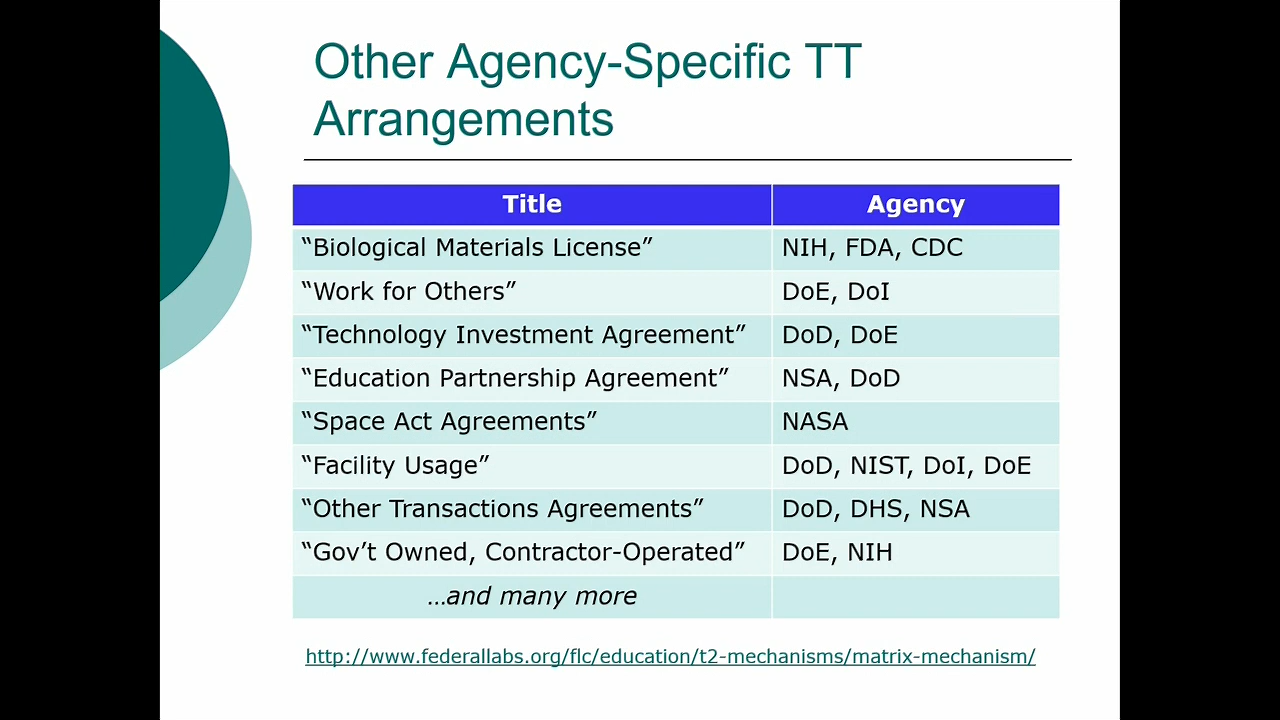 Other Agency-Specific TT
Arrangements
Title Agency
“Biological Materials License” NIH, FDA, CDC
“Work for Others” DoE, DoI
“Technology Investment Agreement” DoD, DoE
“Education Partnership Agreement” NSA, DoD
“Space Act Agreements” NASA
“Facility Usage” DoD, NIST, DoI, DoE
“Other Transactions Agreements” DoD, DHS, NSA
“Gov’t Owned, Contractor-Operated” DoE, NIH
…and many more
http://www.federallabs.org/flc/education/t2-mechanisms/matrix-mechanism/